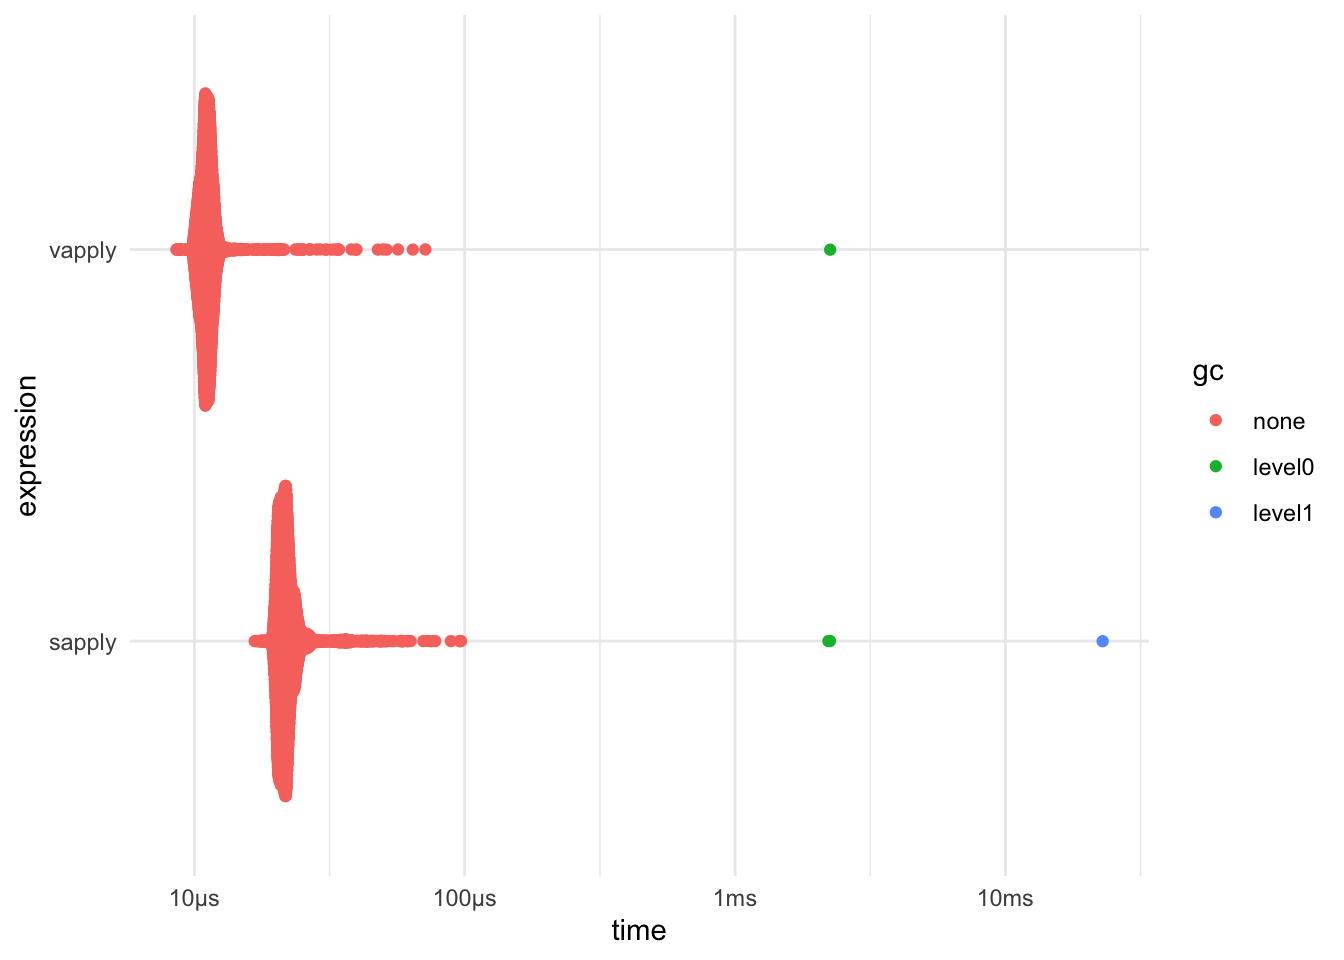 expression
vapply
sapply
10µs
100µs
1ms
10ms
time
gc
none
level0
level1